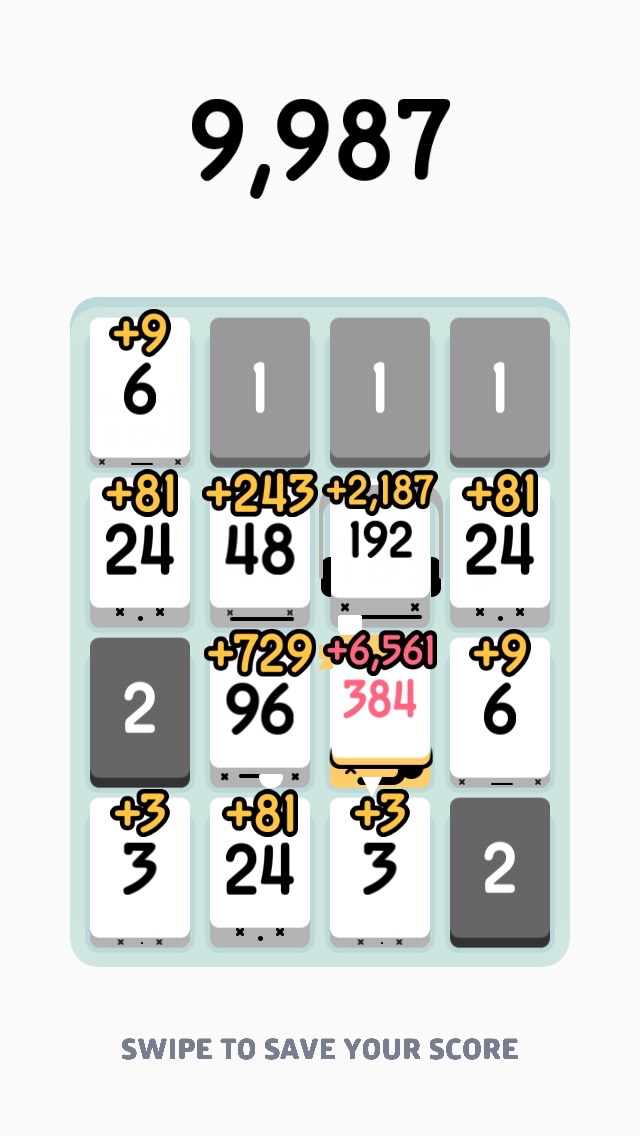 9,987
+9
6 1 1 1
+81 +243 +2,187 +81
24 48 192 24
+729 +6,561 +9
2 96 384 6
+3 +81 +3
3 24 3 2
SWIPE TO SAVE YOUR SCORE